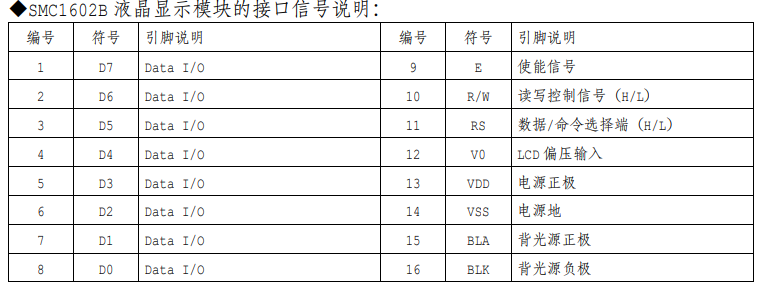 ◆SMC1602B 液晶显示模块的接口信号说明:
编号 符号 引脚说明 编号 符号 引脚说明
1 D7 Data I/O 9 E 使能信号
2 D6 Data I/O 10 R/W 读写控制信号（H/L）
3 D5 Data I/O 11 RS 数据/命令选择端（H/L）
4 D4 Data I/O 12 V0 LCD 偏压输入
5 D3 Data I/O 13 VDD 电源正极
6 D2 Data I/O 14 VSS 电源地
7 D1 Data I/O 15 BLA 背光源正极
8 D0 Data I/O 16 BLK 背光源负极